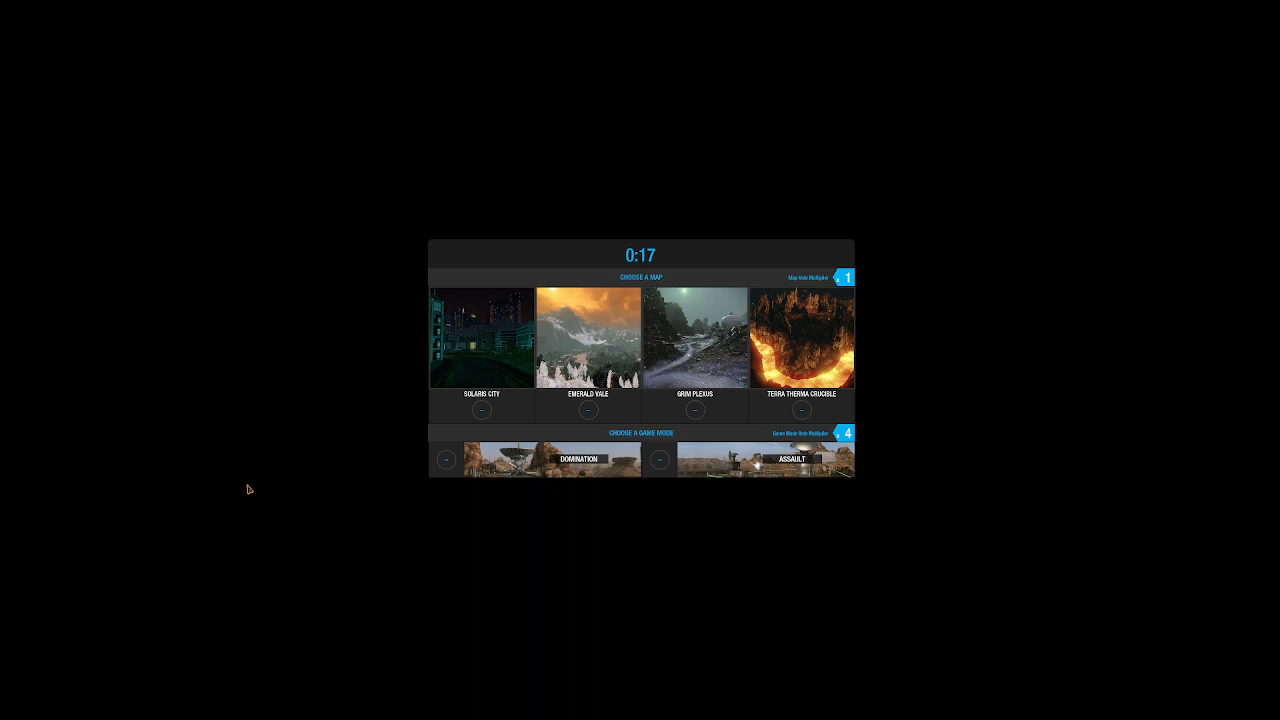 0:17
CHOOSE A MAP
Map Vote Multiplier
x 1
SOLARIS CITY
EMERALD VALE
GRIM PLEXUS
TERRA THERMA CRUCIBLE
- - - -
CHOOSE A GAME MODE
Game Mode Vote Multiplier
x 4
- DOMINATION
- ASSAULT